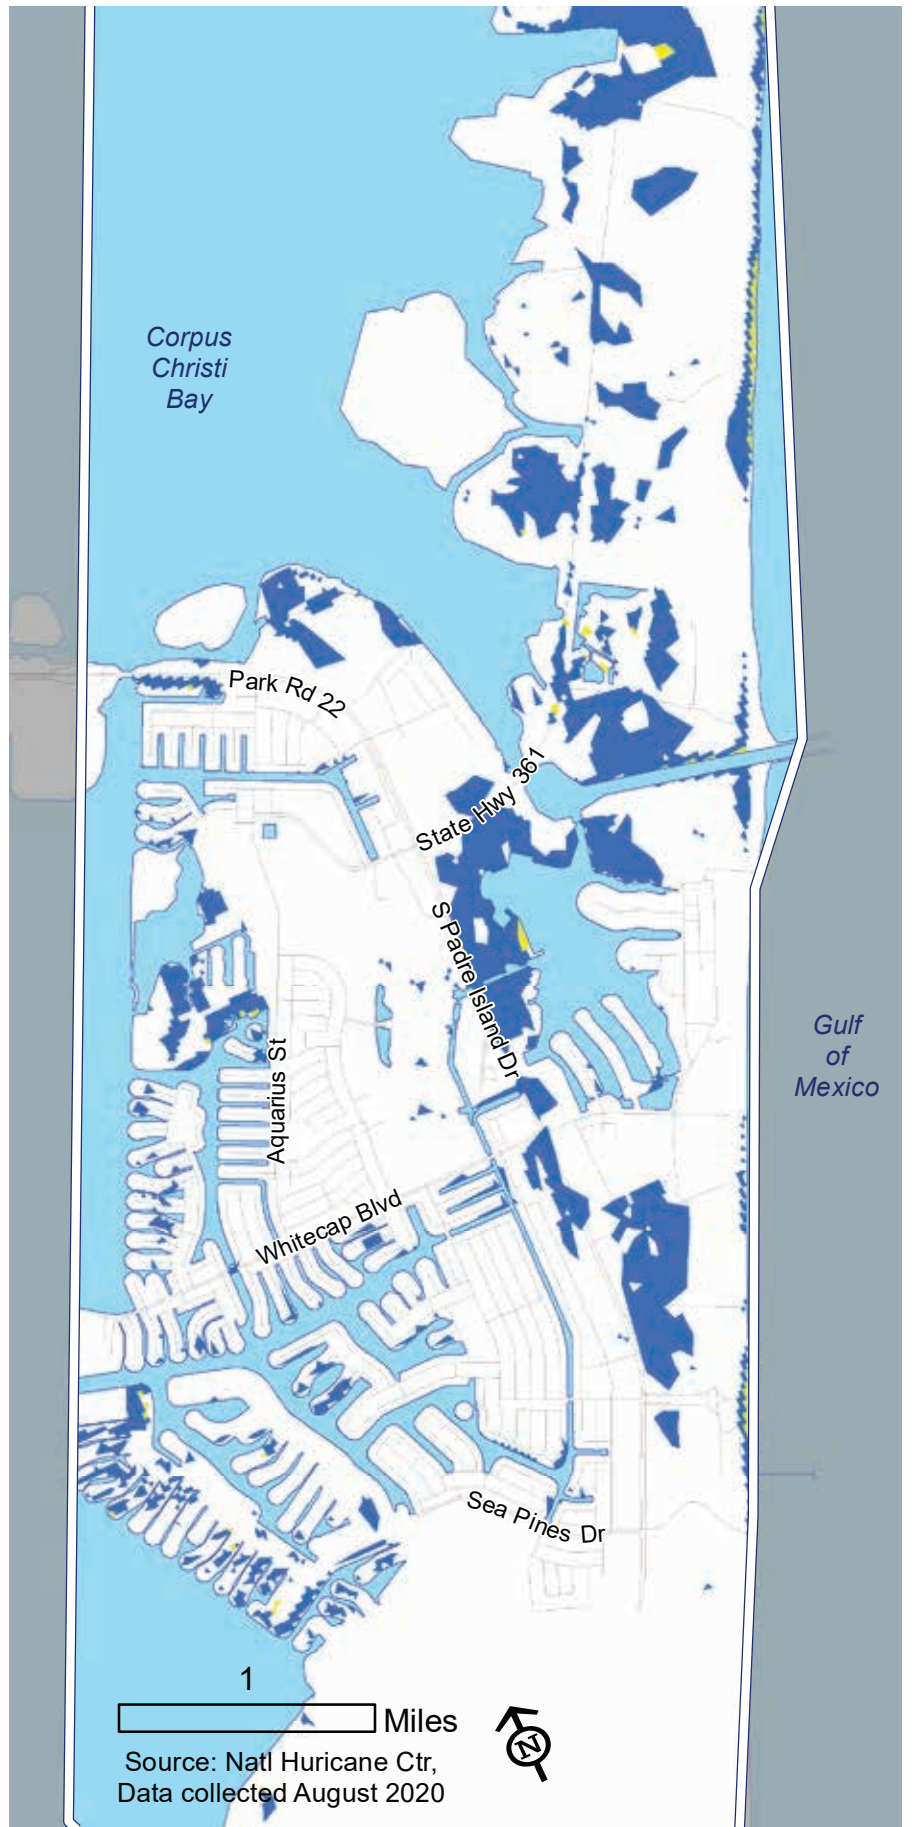 Corpus
Christi
Bay
Park Rd 22
State Hwy 361
S Padre Island Dr
Gulf
of
Mexico
Aquarius St
Whitecap Blvd
Sea Pines Dr
1
Miles
N
Source: Natl Huricane Ctr,
Data collected August 2020